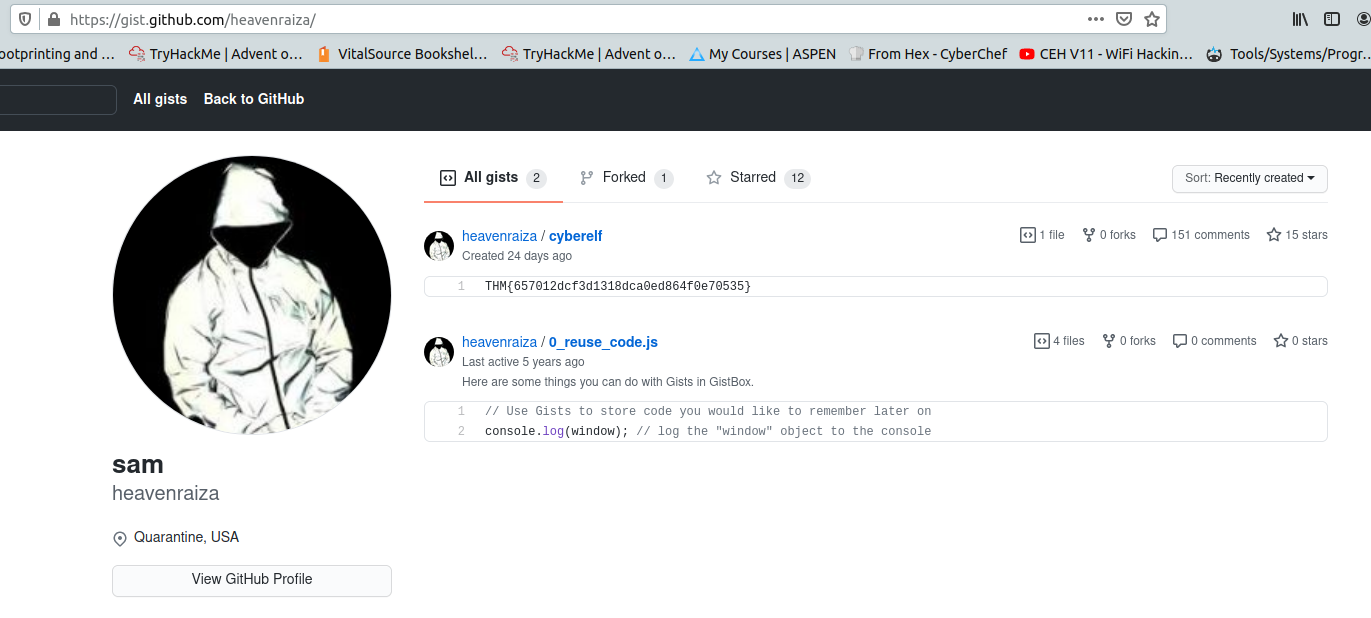 https://gist.github.com/heavenraiza/
ootprinting and ... TryHackMe | Advent o... VitalSource Bookshel... TryHackMe | Advent o... My Courses | ASPEN From Hex - CyberChef CEH V11 - WiFi Hackin... Tools/Systems/Progr...
All gists Back to GitHub
All gists 2 Forked 1 Starred 12 Sort: Recently created
heavenraiza / cyberelf 1 file 0 forks 151 comments 15 stars
Created 24 days ago
1 THM{657012dcf3d1318dca0ed864f0e70535}
heavenraiza / 0_reuse_code.js 4 files 0 forks 0 comments 0 stars
Last active 5 years ago
Here are some things you can do with Gists in GistBox.
1 // Use Gists to store code you would like to remember later on
2 console.log(window); // log the "window" object to the console
sam
heavenraiza
Quarantine, USA
View GitHub Profile